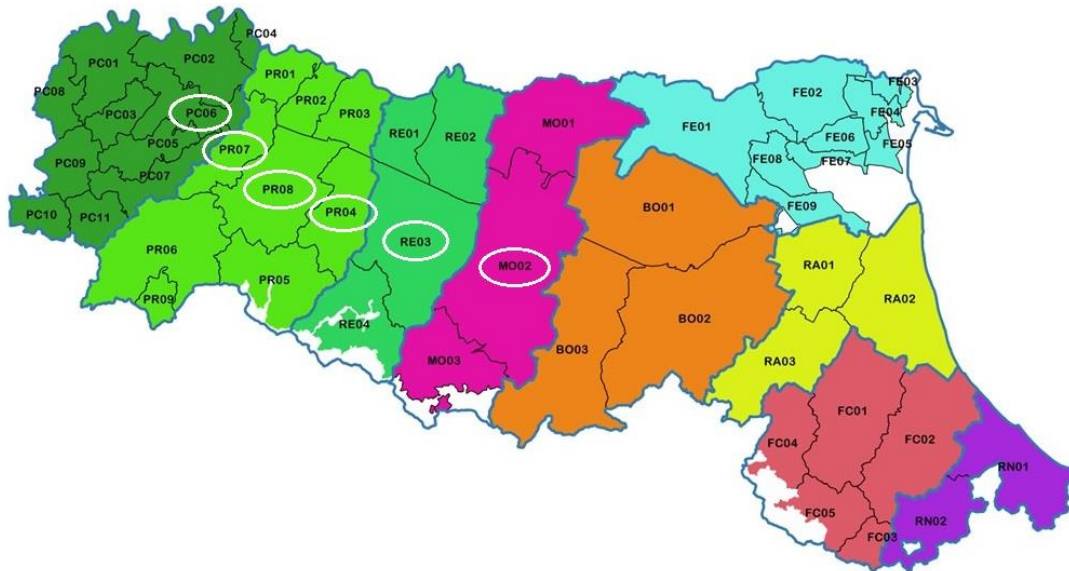 PC04
PC01
PC02
PR01
PC08
PR02
FE03
FE02
PC06
PC03
PR03
FE04
MO01
FE01
RE01
RE02
FE06
PC05
PR07
FE05
PC09
FE08
FE07
PC07
PR08
BO01
FE09
PC10
PC11
PR04
RE03
PR06
MO02
RA01
PR09
PR05
RA02
BO02
RE04
BO03
MO03
RA03
FC01
FC04
FC02
RN01
FC05
RN02
FC03